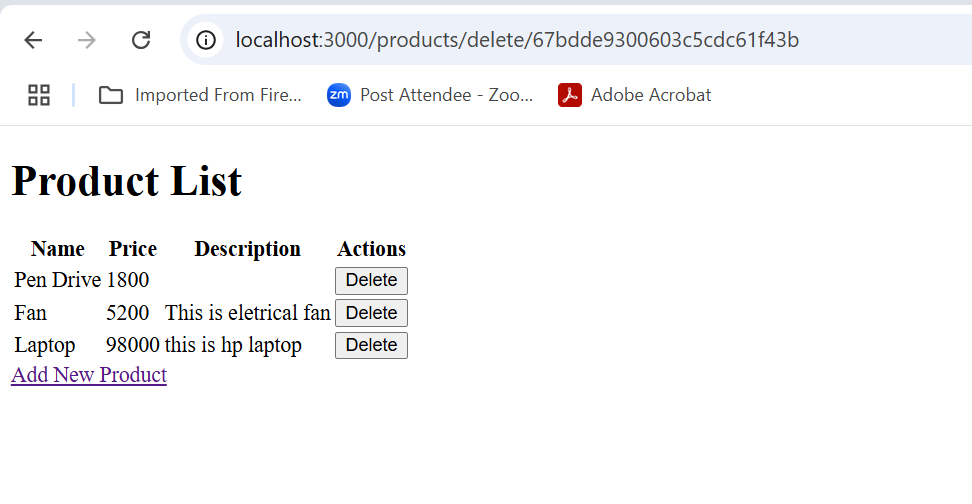 localhost:3000/products/delete/67bdde9300603c5cdc61f43b
Imported From Fire... zm Post Attendee - Zoo... Adobe Acrobat
Product List
Name Price Description Actions
Pen Drive 1800 Delete
Fan 5200 This is eletrical fan Delete
Laptop 98000 this is hp laptop Delete
Add New Product